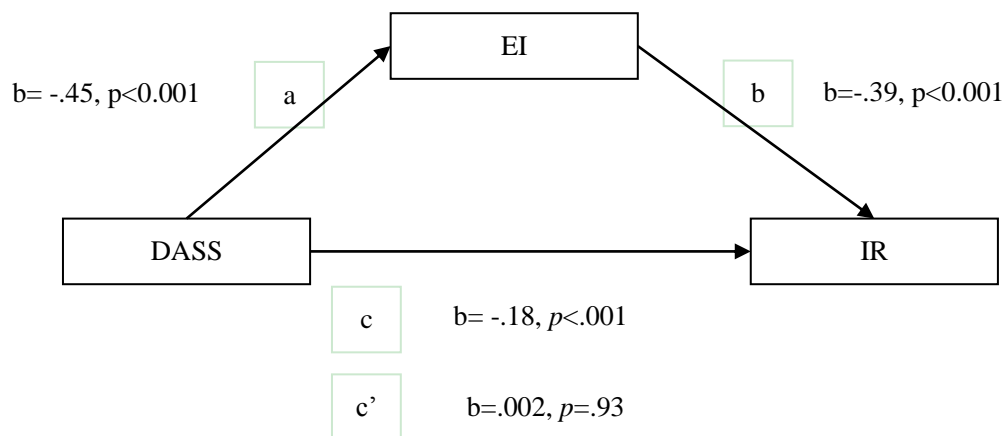 EI
b= -.45, p<0.001
a
b
b=-.39, p<0.001
DASS
IR
c
b= -.18, p<.001
c’
b=.002, p=.93